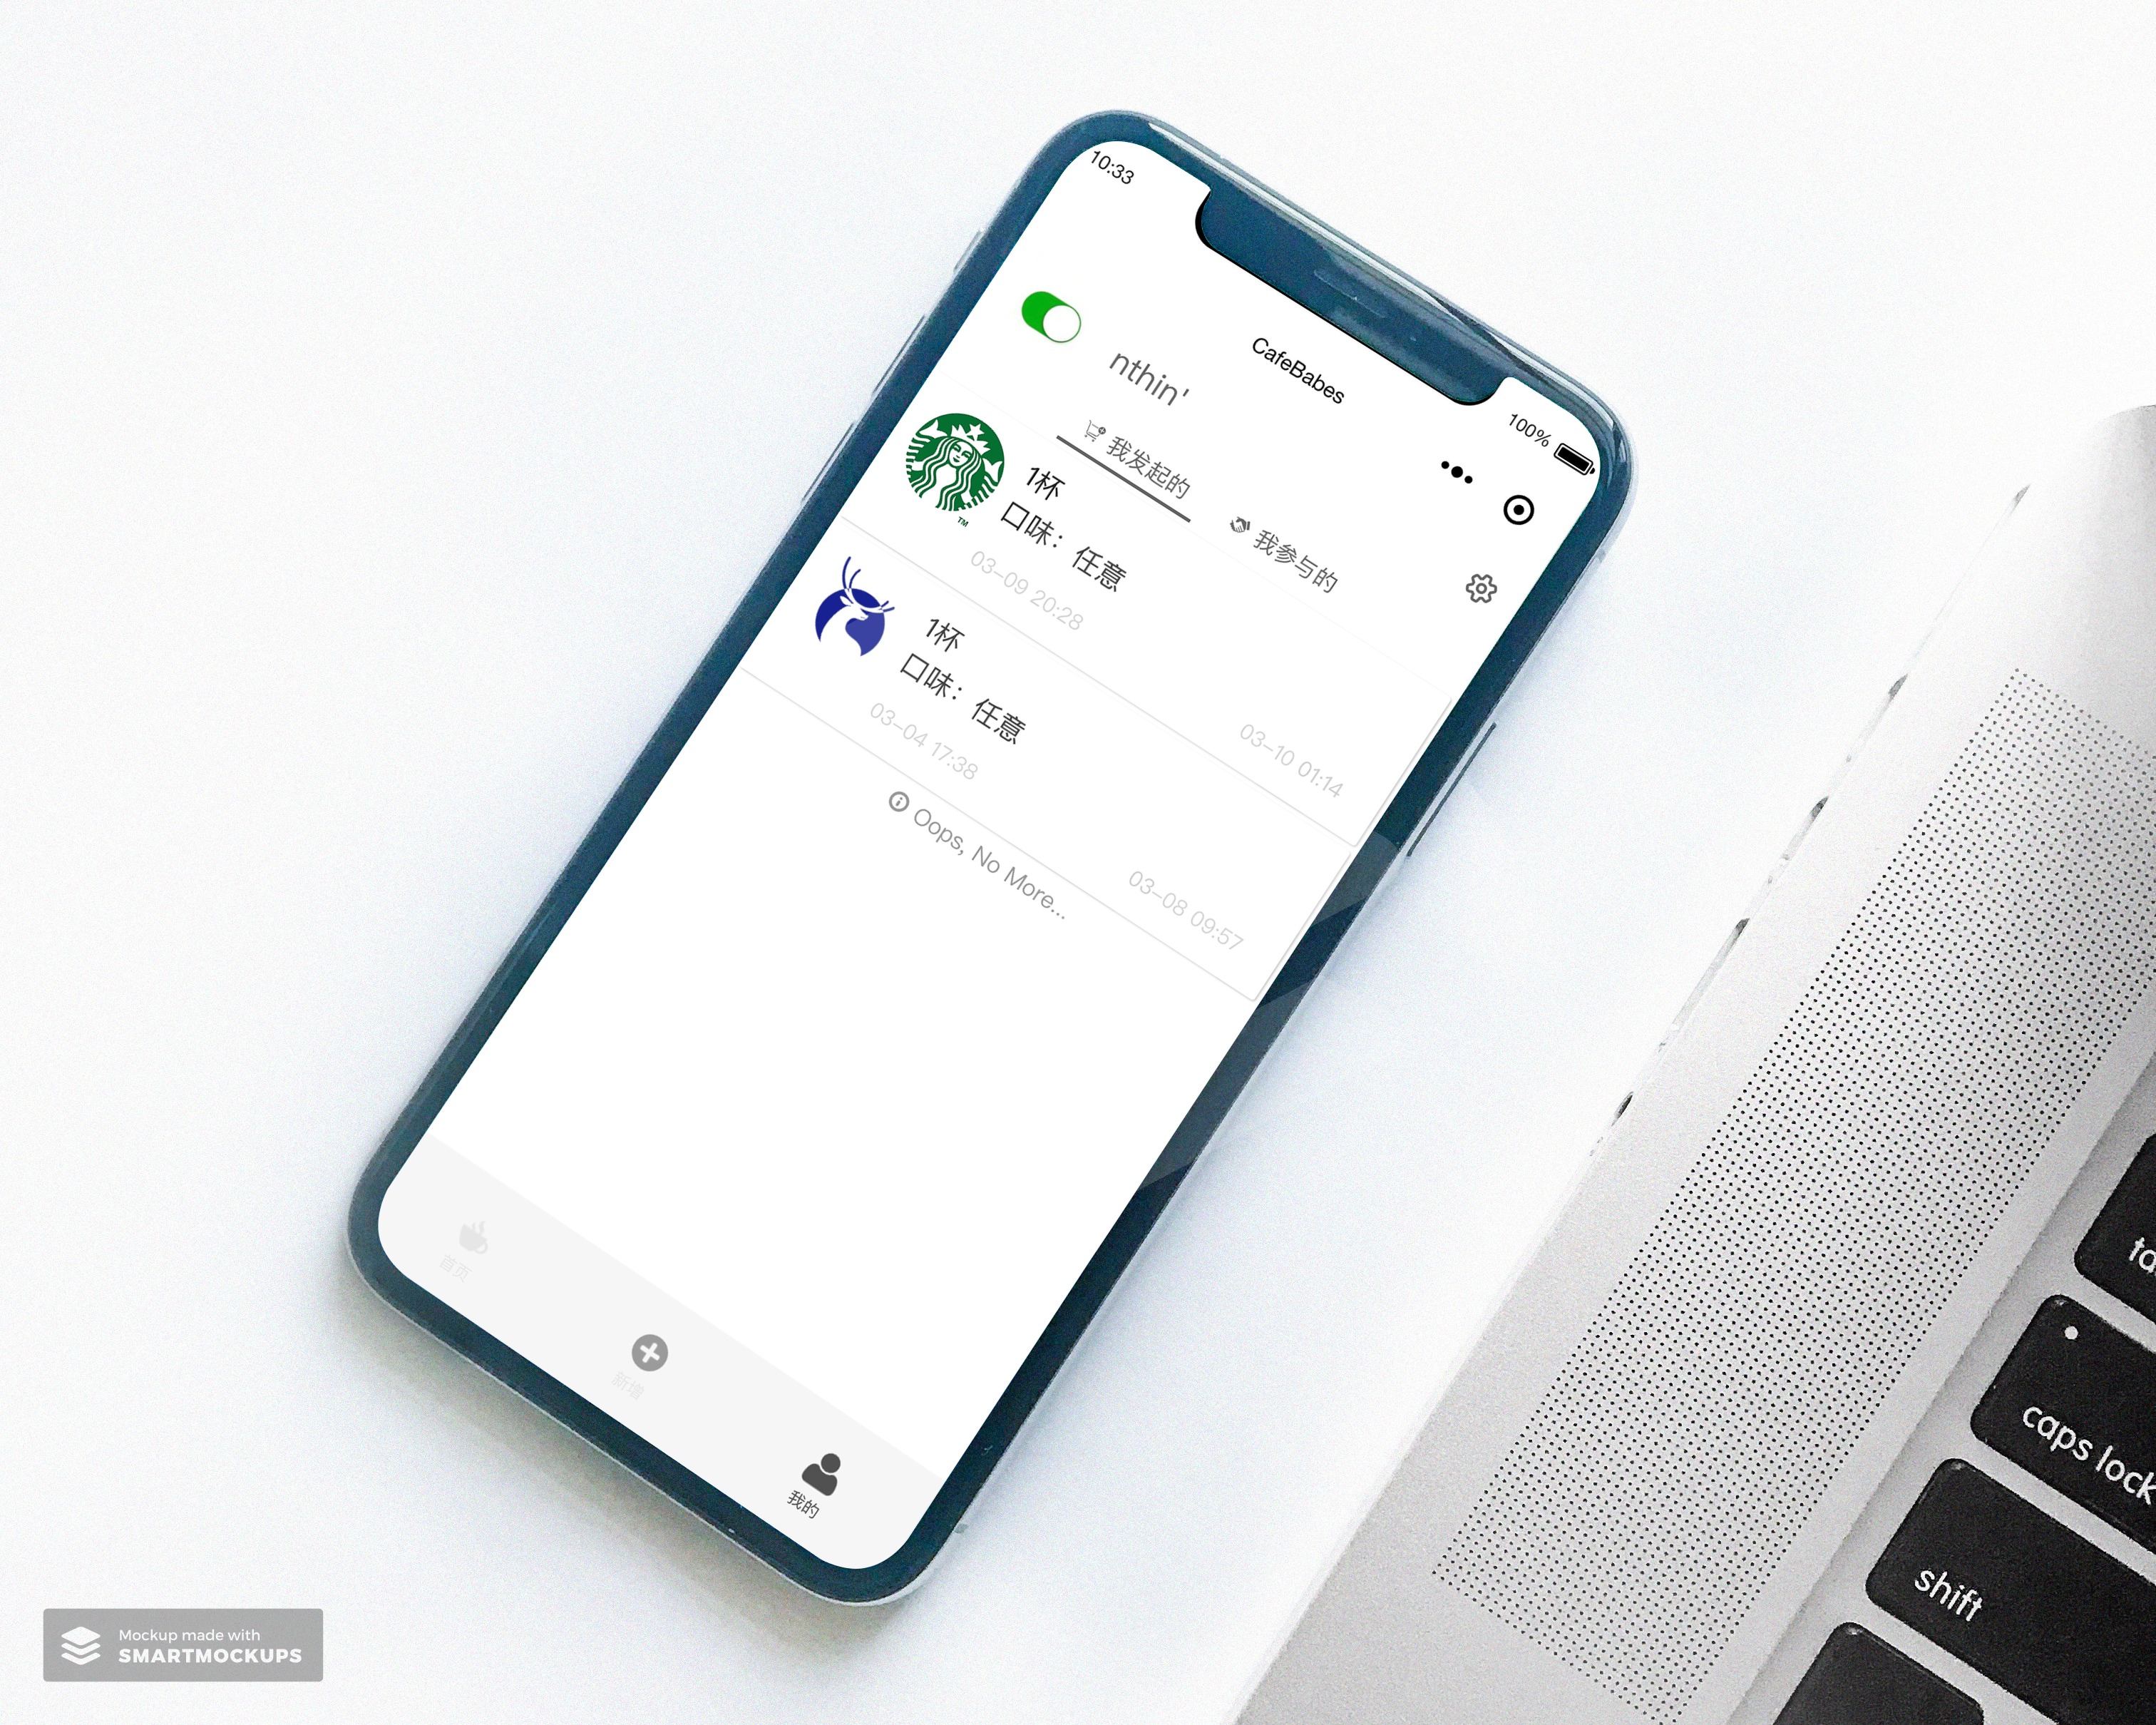 10:33
100%
CafeBabes
nthin'
我发起的
我参与的
1杯
口味：任意
03-09 20:28
03-10 01:14
TM
1杯
口味：任意
03-04 17:38
03-08 09:57
Oops, No More...
首页
新增
我的
caps lock
shift
Mockup made with
SMARTMOCKUPS